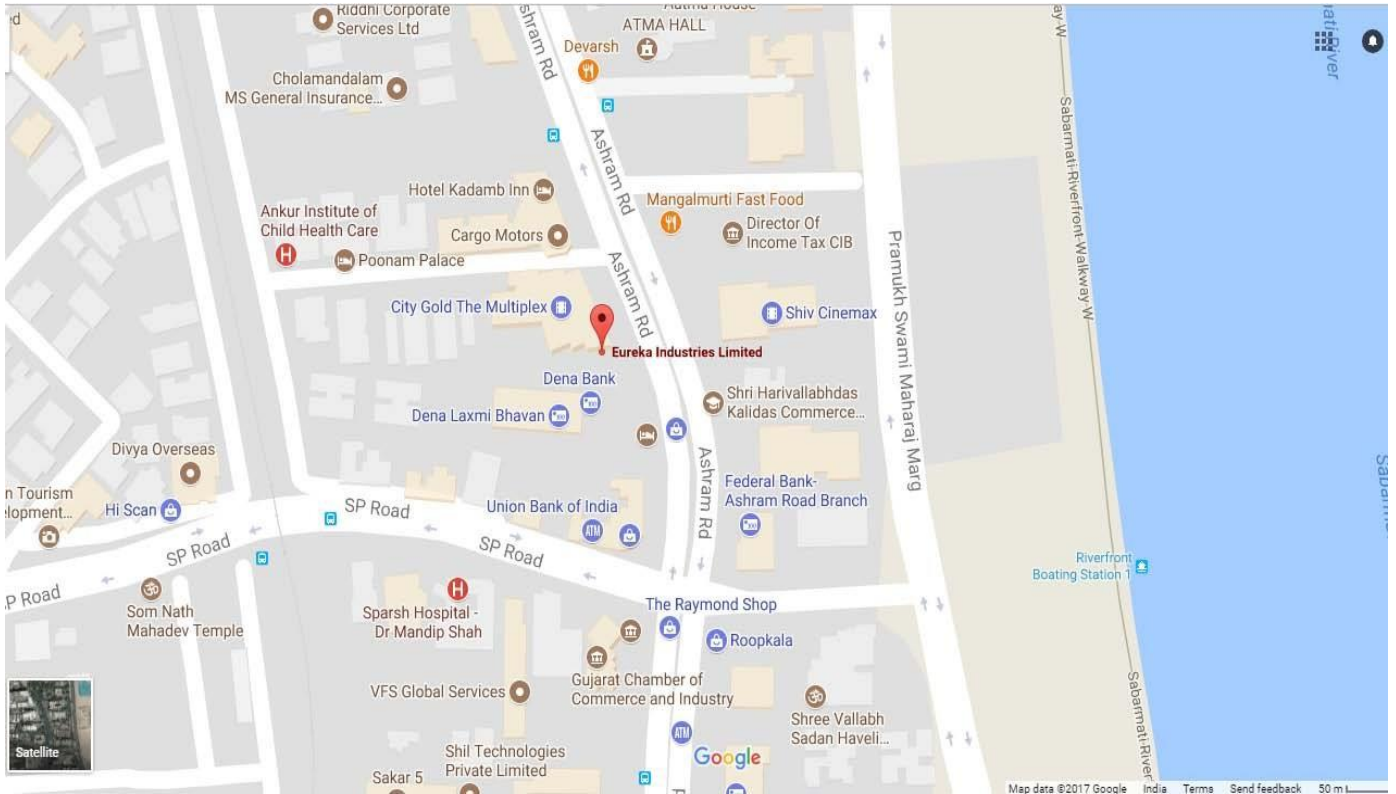 Riddhi Corporate
Services Ltd
ATMA HALL
Devarsh
Cholamandalam
MS General Insurance...
Ashram Rd
Hotel Kadamb Inn
Mangalmurti Fast Food
Ankur Institute of
Child Health Care
Cargo Motors
Director Of
Income Tax CIB
Poonam Palace
Ashram Rd
City Gold The Multiplex
Shiv Cinemax
Pramukh Swami Maharaj Marg
Sabarmati Riverfront Walkway W
Eureka Industries Limited
Dena Bank
Dena Laxmi Bhavan
Shri Harivallabhdas
Kalidas Commerce...
Divya Overseas
Ashram Rd
Federal Bank-
Ashram Road Branch
Hi Scan
SP Road
Union Bank of India
ATM
SP Road
SP Road
SP Road
Riverfront
Boating Station 1
Som Nath
Mahadev Temple
Sparsh Hospital -
Dr Mandip Shah
The Raymond Shop
Roopkala
VFS Global Services
Gujarat Chamber of
Commerce and Industry
Shree Vallabh
Sadan Haveli...
ATM
Satellite
Shil Technologies
Private Limited
Google
Sakar 5
Map data ©2017 Google India Terms Send feedback 50 m